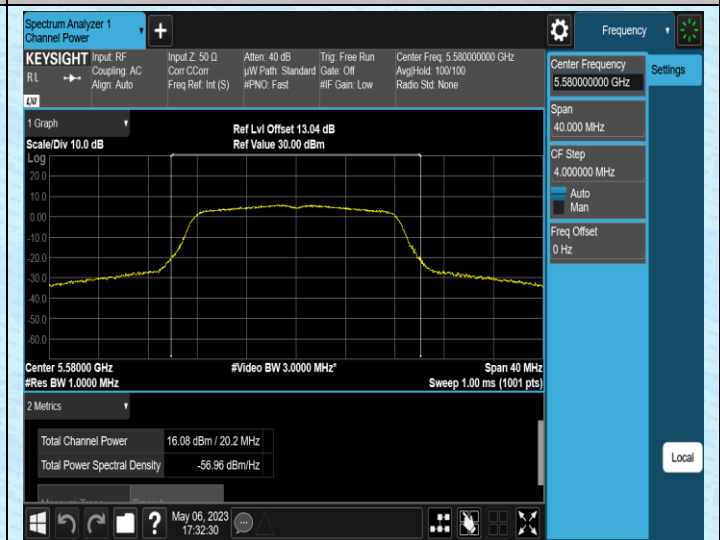 Spectrum Analyzer 1
Channel Power
+
Frequency
KEYSIGHT
R L
LXI
Input: RF
Coupling: AC
Align: Auto
Input Z: 50 Ω
Corr CCorr
Freq Ref: Int (S)
Atten: 40 dB
µW Path: Standard
#PNO: Fast
Trig: Free Run
Gate: Off
#IF Gain: Low
Center Freq: 5.580000000 GHz
Avg|Hold: 100/100
Radio Std: None
Center Frequency
5.580000000 GHz
Settings
Span
40.000 MHz
CF Step
4.000000 MHz
Auto
Man
Freq Offset
0 Hz
1 Graph
Scale/Div 10.0 dB
Ref Lvl Offset 13.04 dB
Ref Value 30.00 dBm
Log
20.0
10.0
0.00
-10.0
-20.0
-30.0
-40.0
-50.0
-60.0
Center 5.58000 GHz
#Video BW 3.0000 MHz*
Span 40 MHz
#Res BW 1.0000 MHz
Sweep 1.00 ms (1001 pts)
2 Metrics
Total Channel Power 16.08 dBm / 20.2 MHz
Total Power Spectral Density -56.96 dBm/Hz
Local
?
May 06, 2023
17:32:30